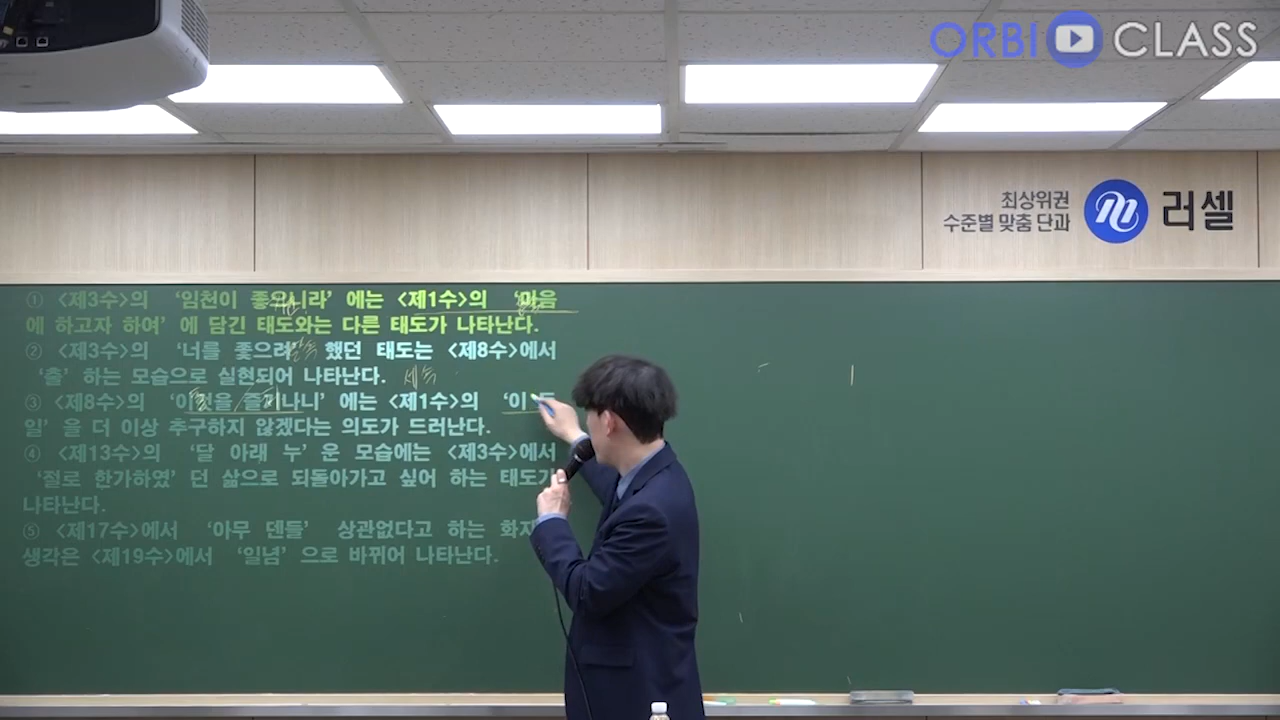 ORBI CLASS
최상위권
수준별 맞춤 단과
러셀
① <제3수>의 ‘임천이 좋으니라’ 에는 <제1수>의 ‘마음
에 하고자 하여’ 에 담긴 태도와는 다른 태도가 나타난다.
② <제3수>의 ‘너를 좇으려 했던 태도는 <제8수>에서
‘출’ 하는 모습으로 실현되어 나타난다. 세속
③ <제8수>의 ‘이것을 즐기나니’ 에는 <제1수>의
일’ 을 더 이상 추구하지 않겠다는 의도가 드러난다.
④ <제13수>의 ‘달 아래 누’ 운 모습에는 <제3수>에서
‘절로 한가하였’ 던 삶으로 되돌아가고 싶어 하는 태도가
나타난다.
⑤ <제17수>에서 ‘아무 덴들’ 상관없다고 하는
생각은 <제19수>에서 ‘일념’ 으로 바뀌어 나타난다.